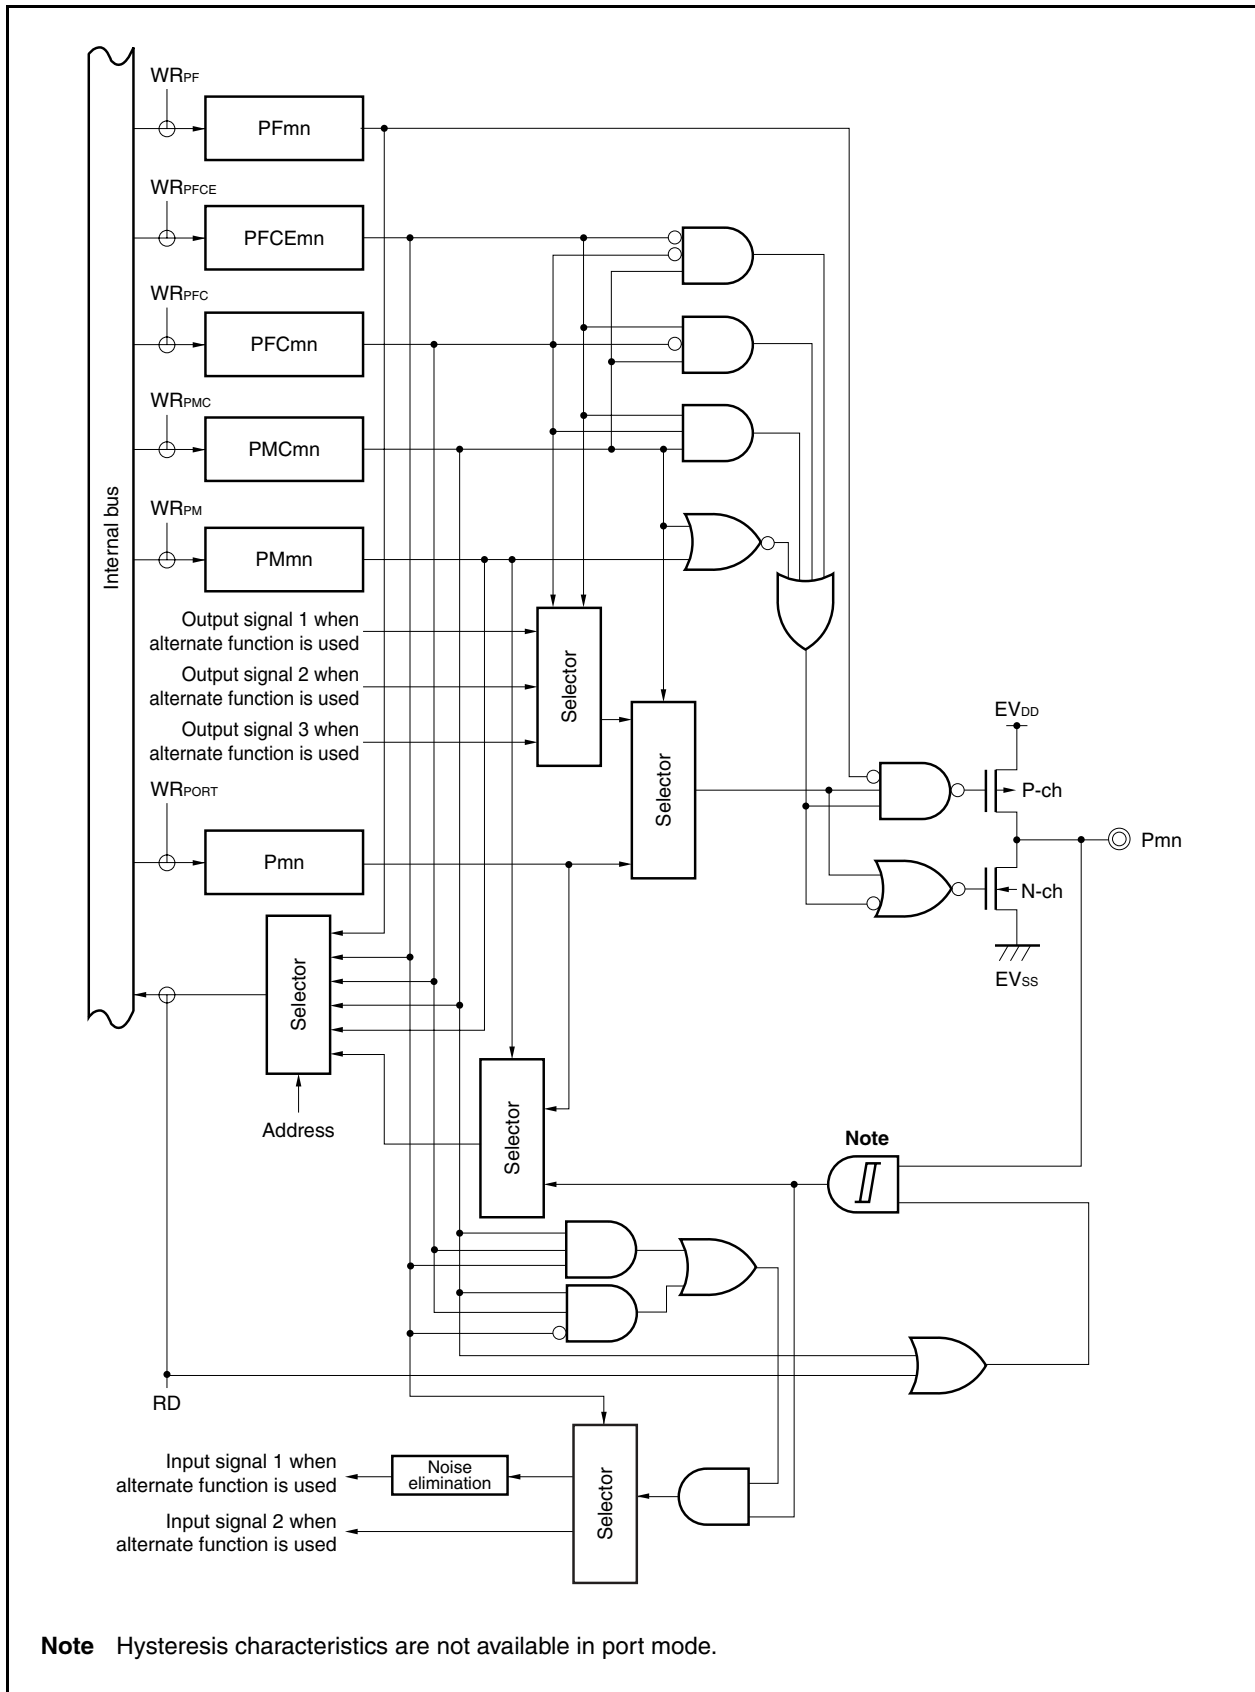 WRPF
PFmn
WRPFCE
PFCEmn
WRPFC
PFCmn
WRPMC
PMCmn
Internal bus
WRPM
PMmn
Output signal 1 when
alternate function is used
Output signal 2 when
alternate function is used
Output signal 3 when
alternate function is used
Selector
Selector
EVDD
P-ch
WRPORT
Pmn
Pmn
N-ch
EVSS
Selector
Address
Selector
Note
RD
Input signal 1 when
alternate function is used
Noise
elimination
Selector
Input signal 2 when
alternate function is used
Note Hysteresis characteristics are not available in port mode.